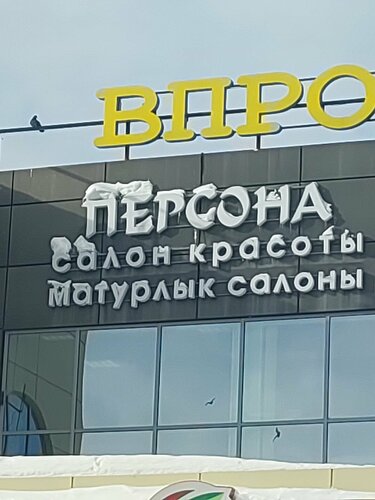 ВПРО
ПЕРСОНА
Салон красоты
Матурлык салоны